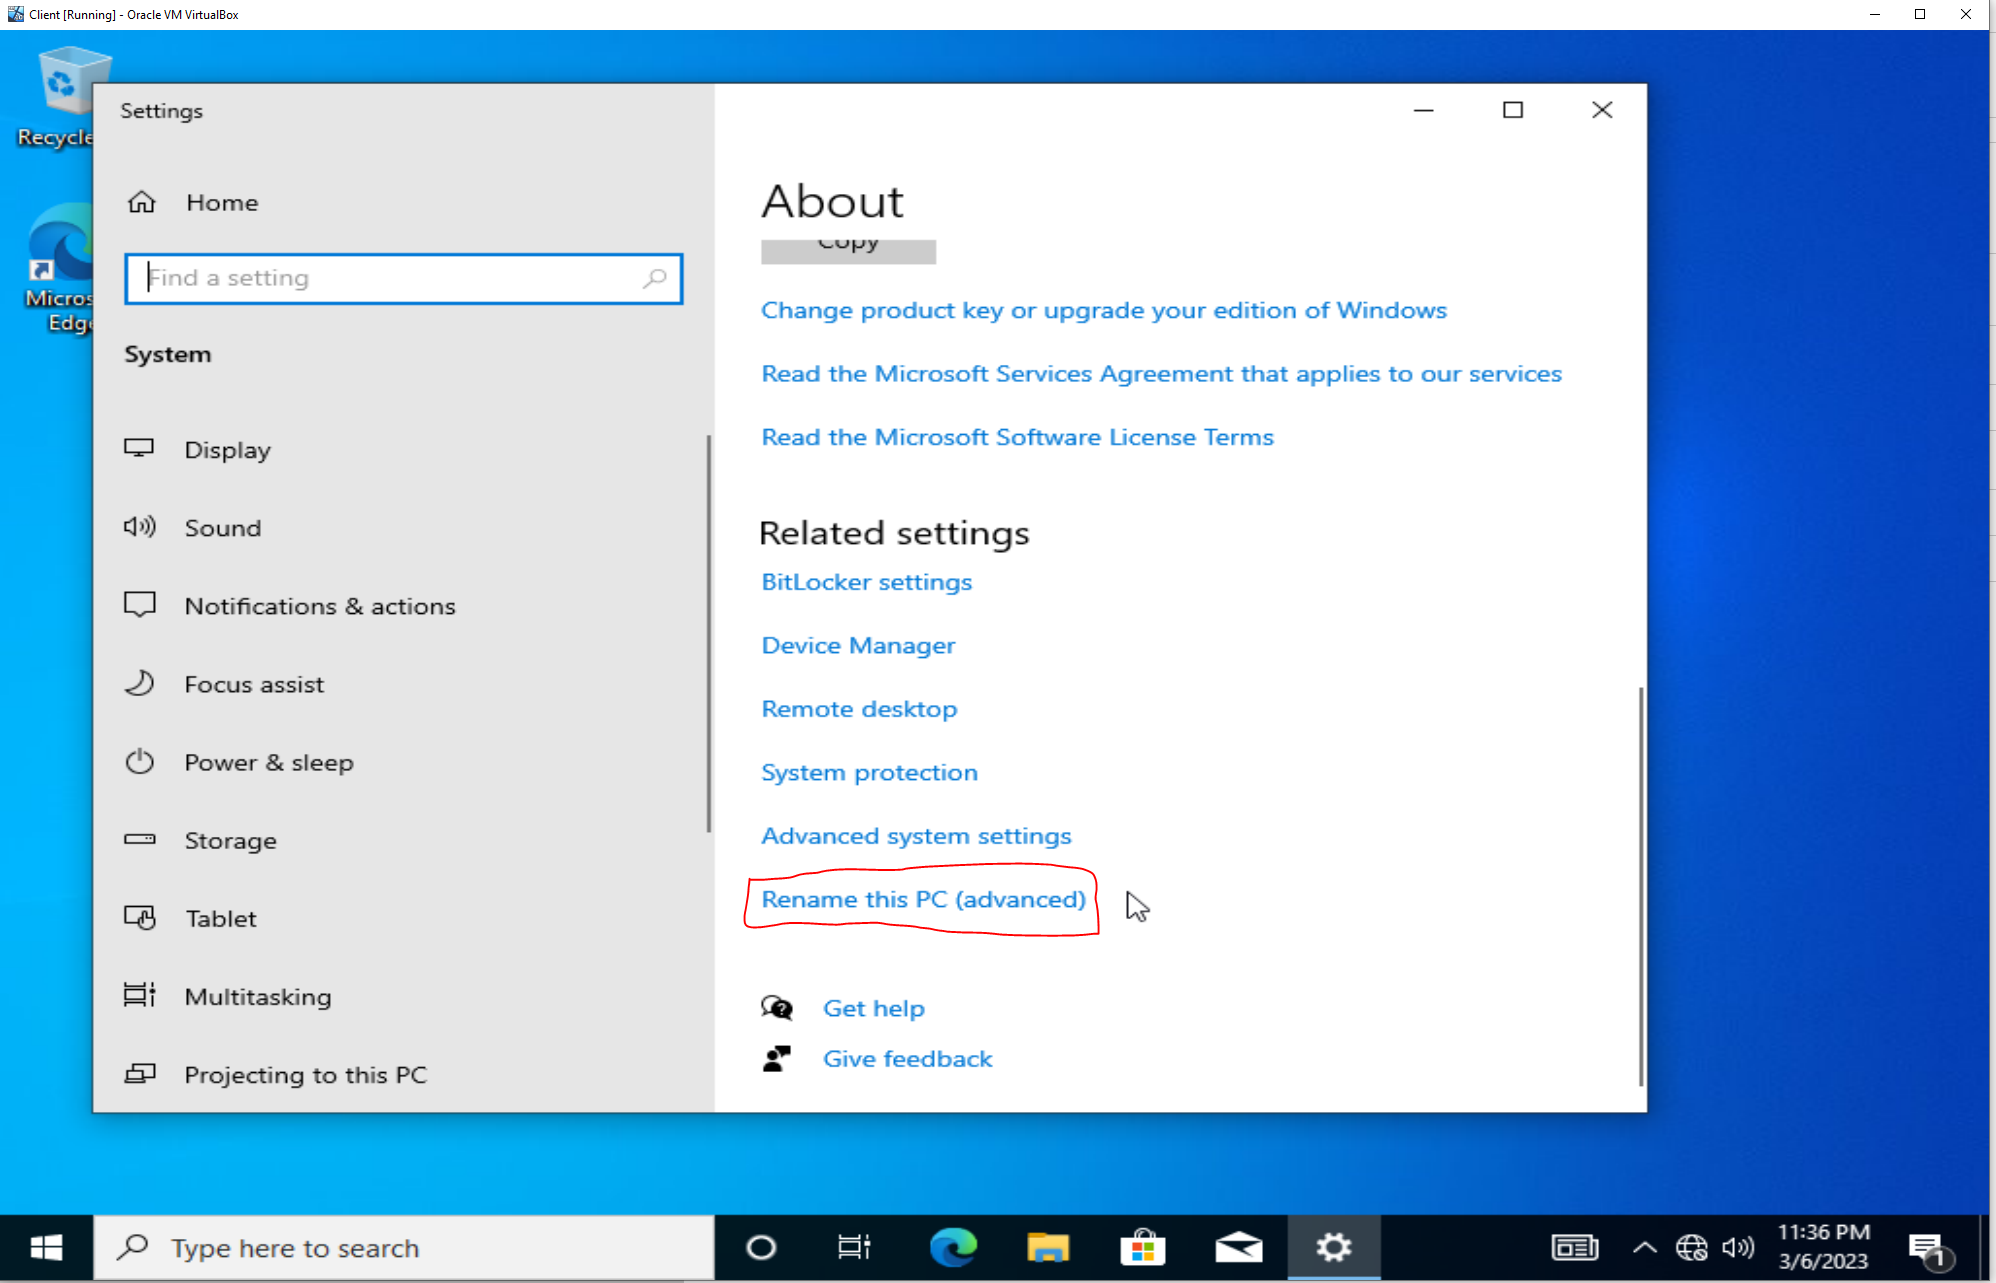 Client [Running] - Oracle VM VirtualBox
Recycle
Micros
Edge
Settings
Home
Find a setting
System
Display
Sound
Notifications & actions
Focus assist
Power & sleep
Storage
Tablet
Multitasking
Projecting to this PC
About
Copy
Change product key or upgrade your edition of Windows
Read the Microsoft Services Agreement that applies to our services
Read the Microsoft Software License Terms
Related settings
BitLocker settings
Device Manager
Remote desktop
System protection
Advanced system settings
Rename this PC (advanced)
Get help
Give feedback
Type here to search
11:36 PM
3/6/2023
1